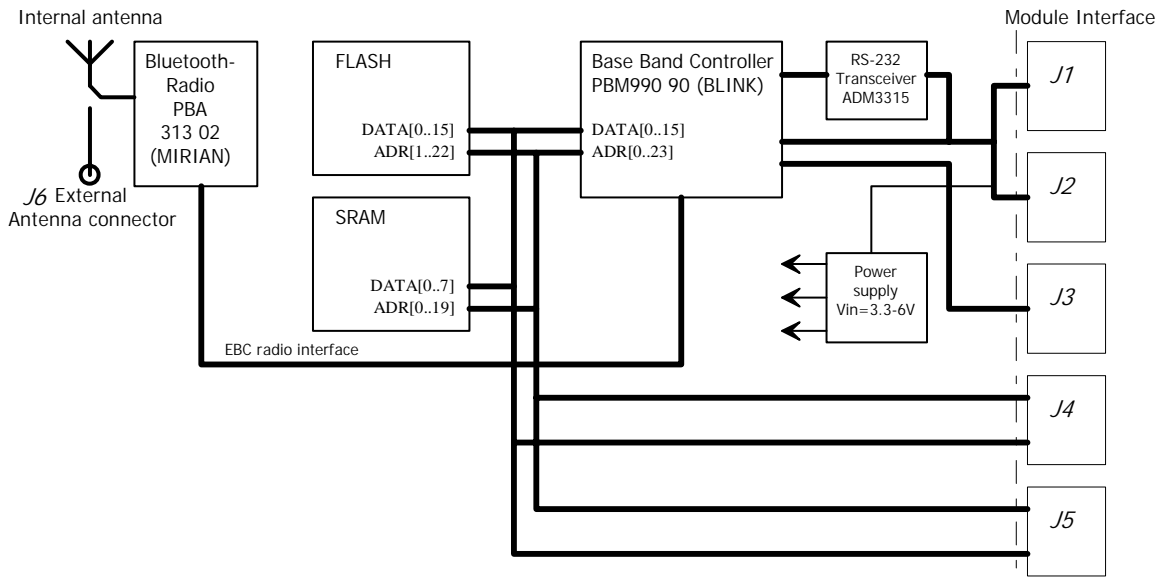 Internal antenna
Module Interface
Bluetooth-
Radio
PBA
313 02
(MIRIAN)
J6 External
Antenna connector
FLASH
DATA[0..15]
ADR[1..22]
SRAM
DATA[0..7]
ADR[0..19]
EBC radio interface
Base Band Controller
PBM990 90 (BLINK)
DATA[0..15]
ADR[0..23]
RS-232
Transceiver
ADM3315
Power
supply
Vin=3.3-6V
J1
J2
J3
J4
J5